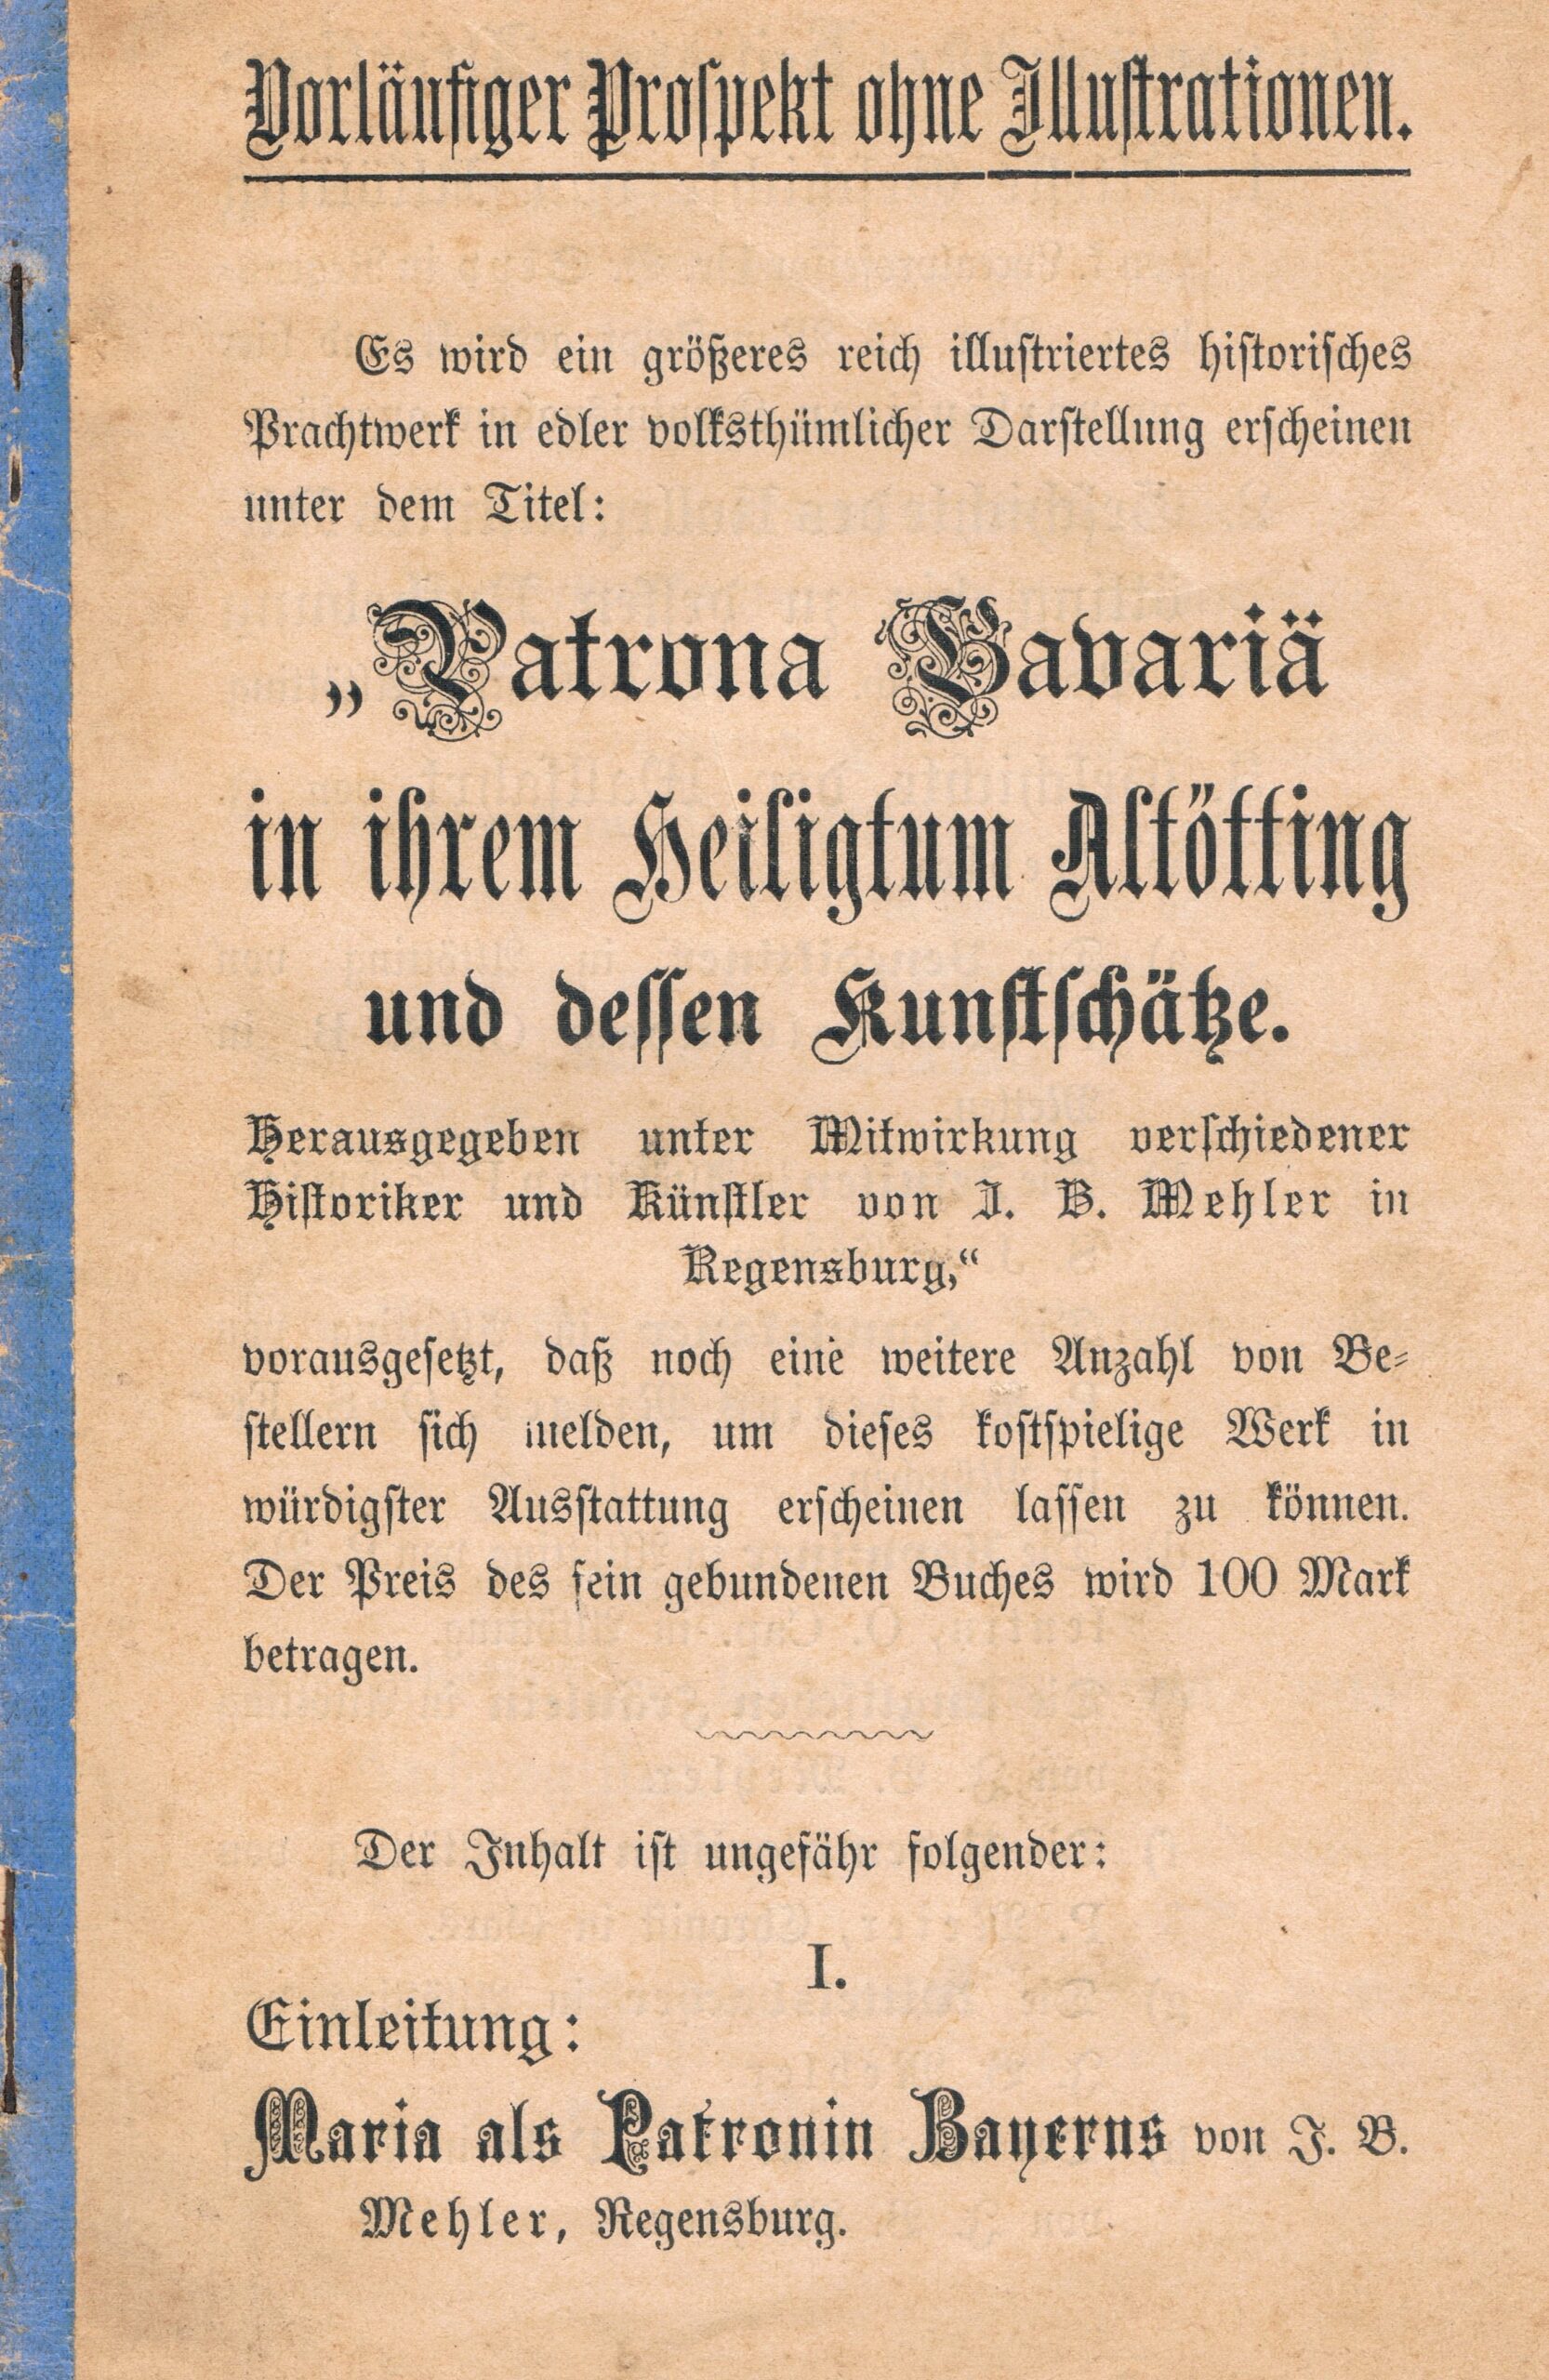 Vorläufiger Prospekt ohne Illustrationen.
Es wird ein größeres reich illustriertes historisches
Prachtwerk in edler volksthümlicher Darstellung erscheinen
unter dem Titel:
„Patrona Bavariä
in ihrem Heiligtum Altötting
und dessen Kunstschätze.
Herausgegeben unter Mitwirkung verschiedener
Historiker und Künstler von J. B. Mehler in
Regensburg,“
vorausgesetzt, daß noch eine weitere Anzahl von Be-
stellern sich melden, um dieses kostspielige Werk in
würdigster Ausstattung erscheinen lassen zu können.
Der Preis des fein gebundenen Buches wird 100 Mark
betragen.
Der Inhalt ist ungefähr folgender:
I.
Einleitung:
Maria als Patronin Bayerns von J. B.
Mehler, Regensburg.